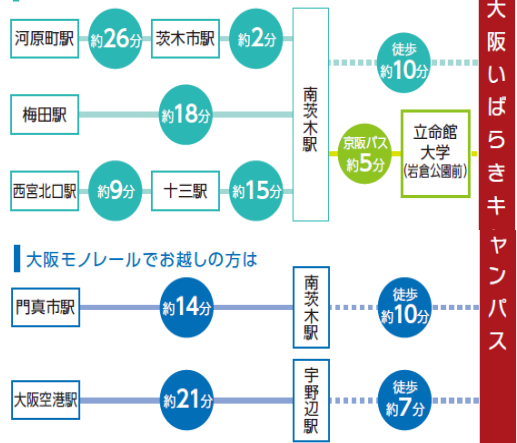 河原町駅
約26分
茨木市駅
約2分
梅田駅
約18分
西宮北口駅
約9分
十三駅
約15分
南茨木駅
徒歩
約10分
京阪バス
約5分
立命館
大学
(岩倉公園前)
大阪モノレールでお越しの方は
門真市駅
約14分
南茨木駅
徒歩
約10分
大阪空港駅
約21分
宇野辺駅
徒歩
約7分
大阪いばらきキャンパス